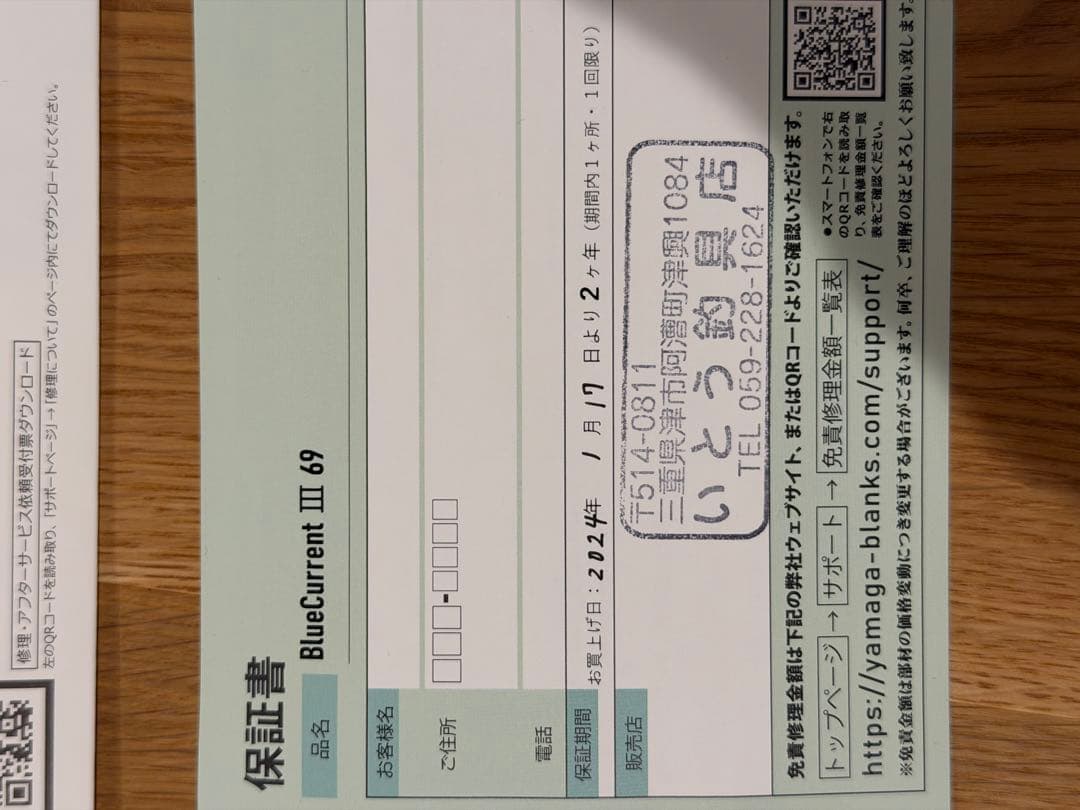 修理・アフターサービス依頼受付票ダウンロード
左のQRコードを読み取り、「サポートページ」→「修理について」のページ内にてダウンロードしてください。
保証書
品名 BlueCurrent Ⅲ 69
お客様名
ご住所 □□□-□□□□
電話
保証期間 お買上げ日：2024年 1月17日より2ヶ年（期間内1ヶ所・1回限り）
販売店
〒514-0811
三重県津市阿漕町津興1084
いとう釣具店
TEL 059-228-1624
免責修理金額は下記の弊社ウェブサイト、またはQRコードよりご確認いただけます。
トップページ → サポート → 免責修理金額一覧表
https://yamaga-blanks.com/support/
●スマートフォンで右
のQRコードを読み取
り、免責修理金額一覧
表をご確認ください。
※免責金額は部材の価格変動につき変更する場合がございます。何卒、ご理解のほどよろしくお願い致します。